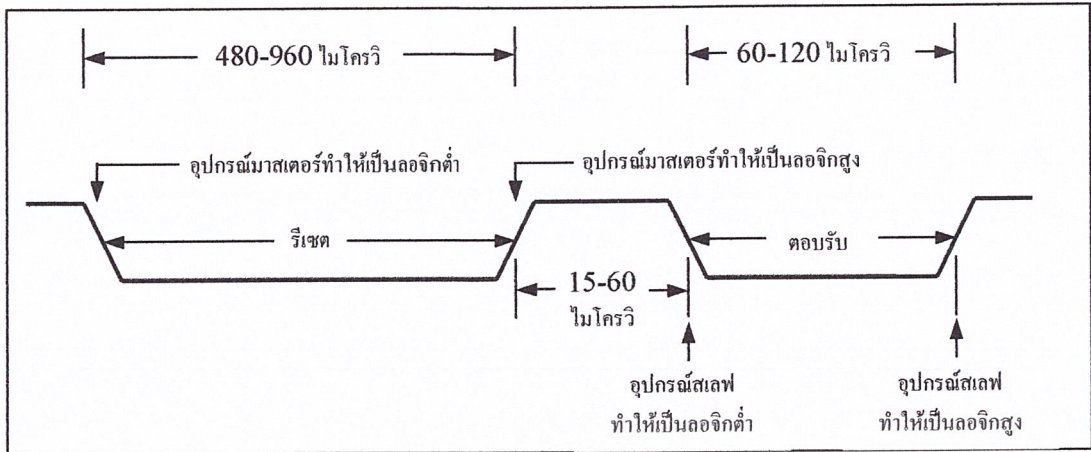 480-960 ไมโครวิ
60-120 ไมโครวิ
อุปกรณ์มาสเตอร์ทำให้เป็นลอจิกต่ำ
อุปกรณ์มาสเตอร์ทำให้เป็นลอจิกสูง
รีเซต
ตอบรับ
15-60
ไมโครวิ
อุปกรณ์สเลฟ
ทำให้เป็นลอจิกต่ำ
อุปกรณ์สเลฟ
ทำให้เป็นลอจิกสูง